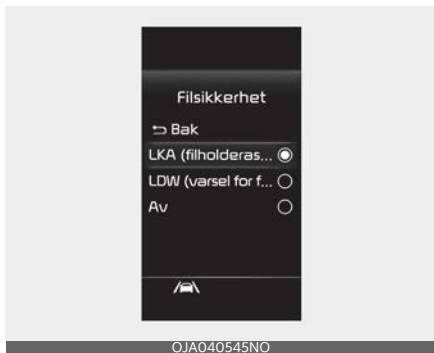 Filsikkerhet
Bak
LKA (filholderas...
LDW (varsel for f...
Av
OJA040545NO